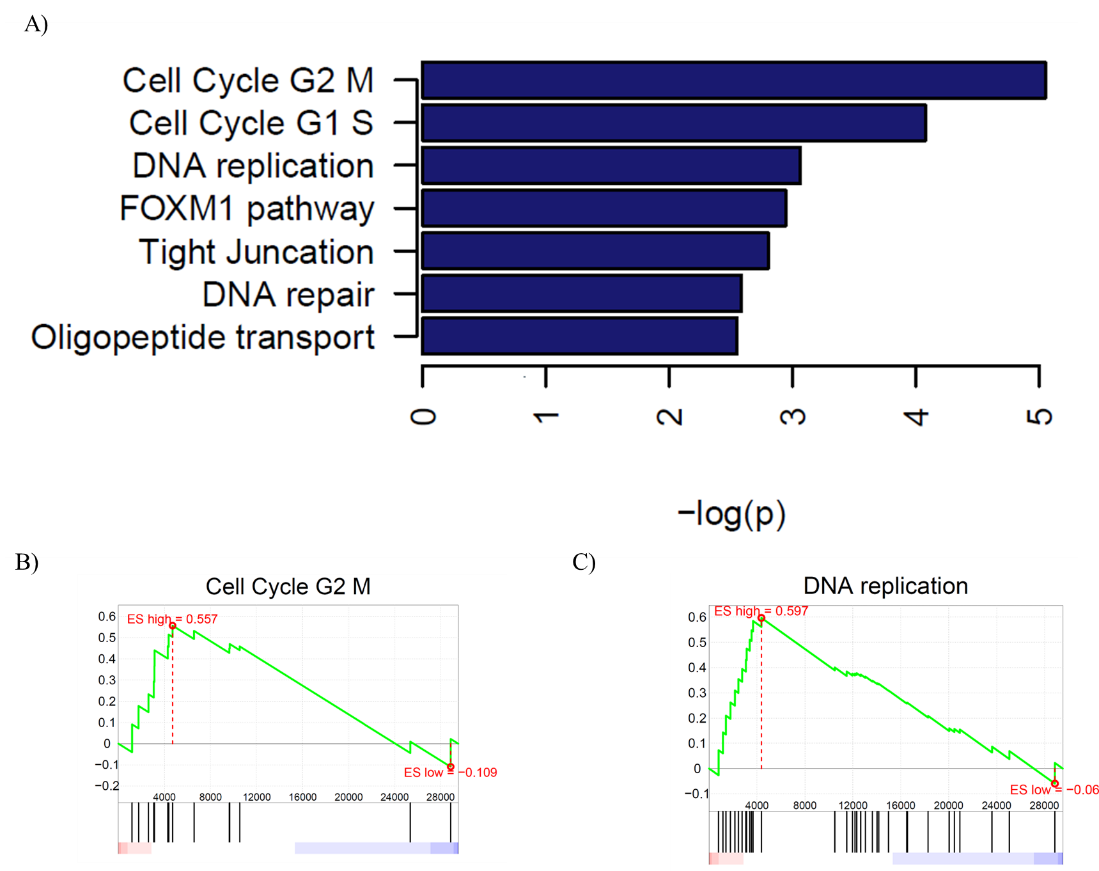 A)
Cell Cycle G2 M
Cell Cycle G1 S
DNA replication
FOXM1 pathway
Tight Juncation
DNA repair
Oligopeptide transport
0 1 2 3 4 5
−log(p)
B)
Cell Cycle G2 M
ES high = 0.557
0.6
0.5
0.4
0.3
0.2
0.1
0
−0.1
−0.2
ES low = −0.109
4000 8000 12000 16000 20000 24000 28000
C)
DNA replication
ES high = 0.597
0.6
0.5
0.4
0.3
0.2
0.1
0
−0.1
ES low = −0.06
4000 8000 12000 16000 20000 24000 28000